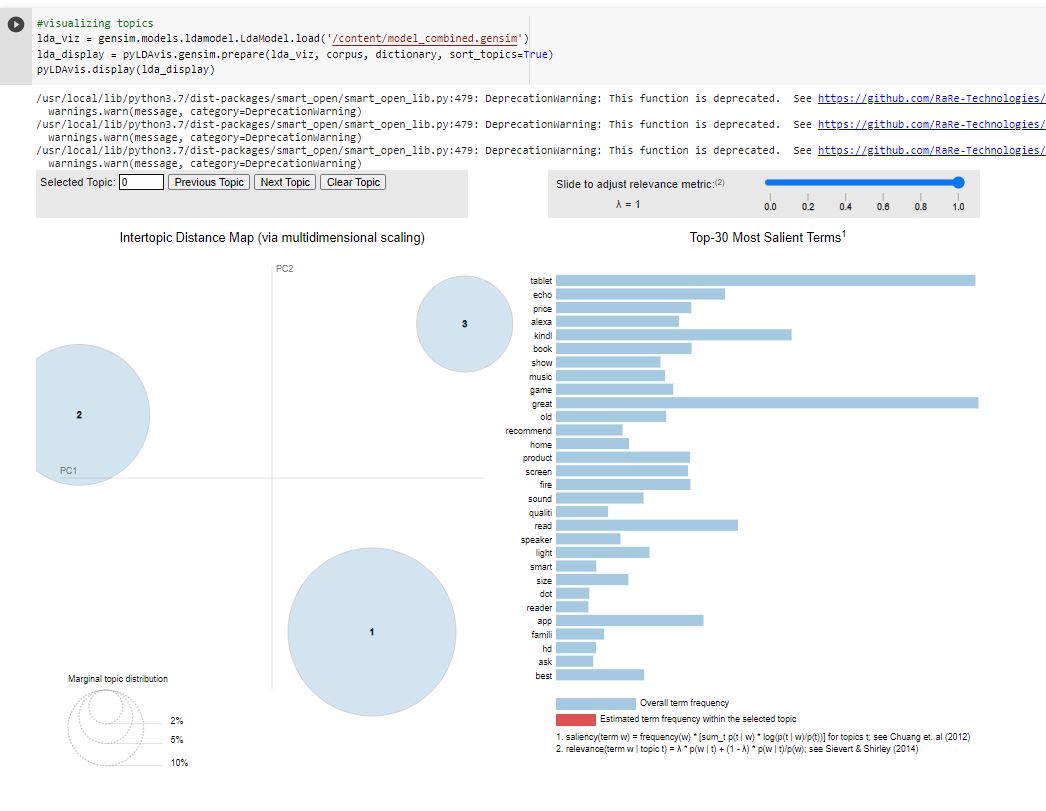 #visualizing topics
lda_viz = gensim.models.ldamodel.LdaModel.load('/content/model_combined.gensim')
lda_display = pyLDAvis.gensim.prepare(lda_viz, corpus, dictionary, sort_topics=True)
pyLDAvis.display(lda_display)
/usr/local/lib/python3.7/dist-packages/smart_open/smart_open_lib.py:479: DeprecationWarning: This function is deprecated.  See https://github.com/RaRe-Technologies/
warnings.warn(message, category=DeprecationWarning)
/usr/local/lib/python3.7/dist-packages/smart_open/smart_open_lib.py:479: DeprecationWarning: This function is deprecated.  See https://github.com/RaRe-Technologies/
warnings.warn(message, category=DeprecationWarning)
/usr/local/lib/python3.7/dist-packages/smart_open/smart_open_lib.py:479: DeprecationWarning: This function is deprecated.  See https://github.com/RaRe-Technologies/
warnings.warn(message, category=DeprecationWarning)
Selected Topic: 0 Previous Topic Next Topic Clear Topic
Slide to adjust relevance metric:(2)
λ = 1
0.0 0.2 0.4 0.6 0.8 1.0
Intertopic Distance Map (via multidimensional scaling)
PC2
3
2
PC1
1
Marginal topic distribution
2%
5%
10%
Top-30 Most Salient Terms1
tablet
echo
price
alexa
kindl
book
show
music
game
great
old
recommend
home
product
screen
fire
sound
qualiti
read
speaker
light
smart
size
dot
reader
app
famili
hd
ask
best
Overall term frequency
Estimated term frequency within the selected topic
1. saliency(term w) = frequency(w) * [sum_t p(t | w) * log(p(t | w)/p(t))] for topics t; see Chuang et. al (2012)
2. relevance(term w | topic t) = λ * p(w | t) + (1 - λ) * p(w | t)/p(w); see Sievert & Shirley (2014)